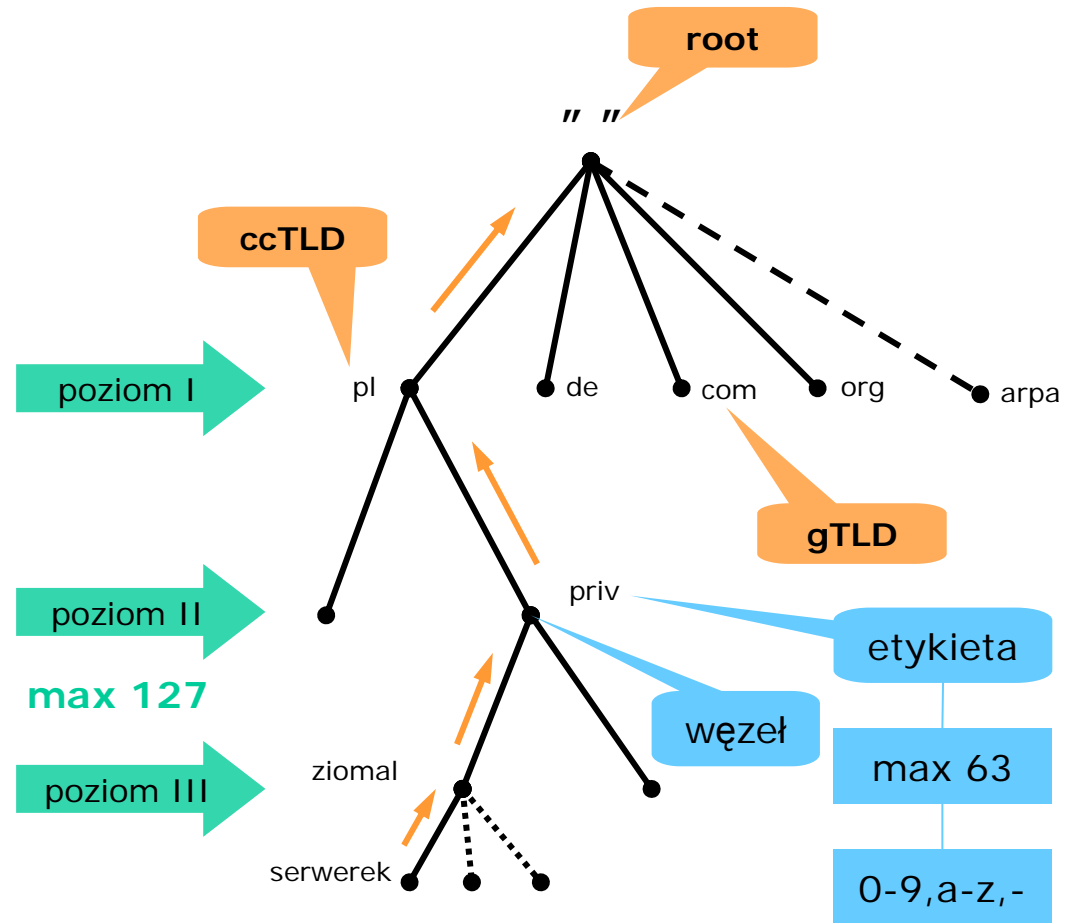 root
" "
ccTLD
poziom I
pl
de
com
org
arpa
gTLD
priv
poziom II
etykieta
max 127
węzeł
max 63
ziomal
poziom III
serwerek
0-9,a-z,-